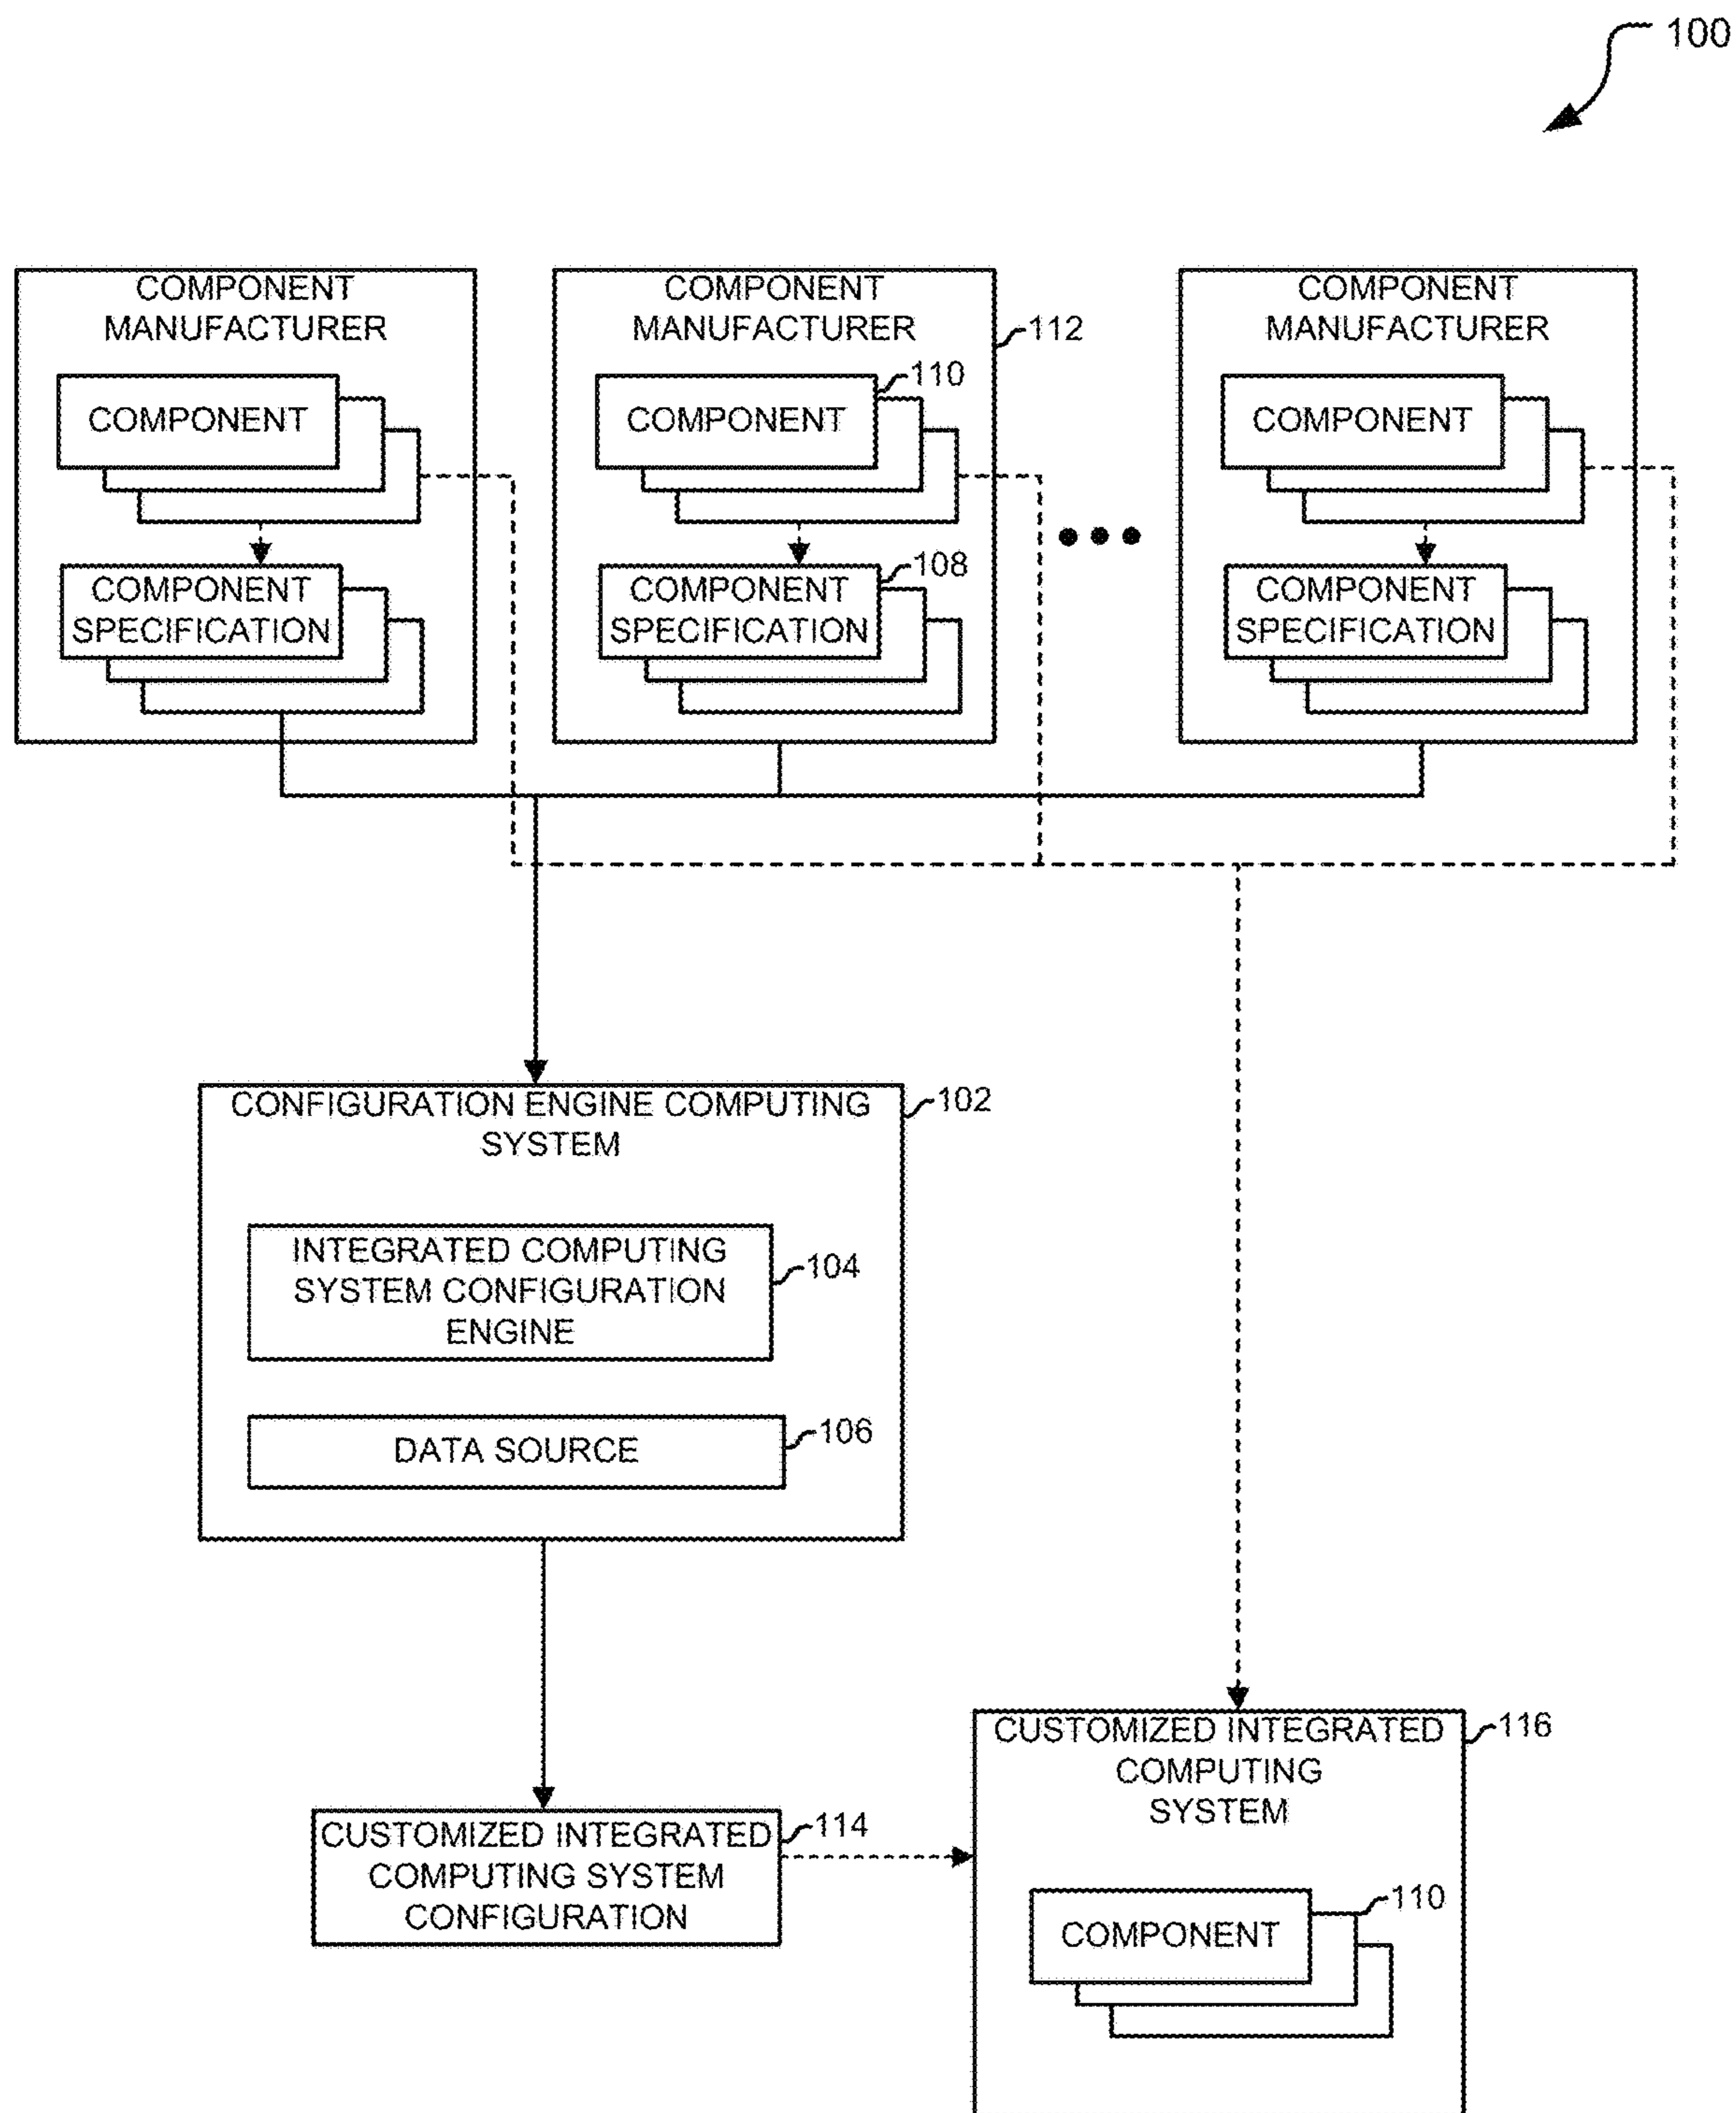 100
COMPONENT
MANUFACTURER
COMPONENT
COMPONENT
SPECIFICATION
COMPONENT
MANUFACTURER
112
110
COMPONENT
108
COMPONENT
SPECIFICATION
COMPONENT
MANUFACTURER
COMPONENT
COMPONENT
SPECIFICATION
CONFIGURATION ENGINE COMPUTING
SYSTEM
102
INTEGRATED COMPUTING
SYSTEM CONFIGURATION
ENGINE
104
DATA SOURCE
106
CUSTOMIZED INTEGRATED
COMPUTING SYSTEM
CONFIGURATION
114
CUSTOMIZED INTEGRATED
COMPUTING
SYSTEM
116
COMPONENT
110